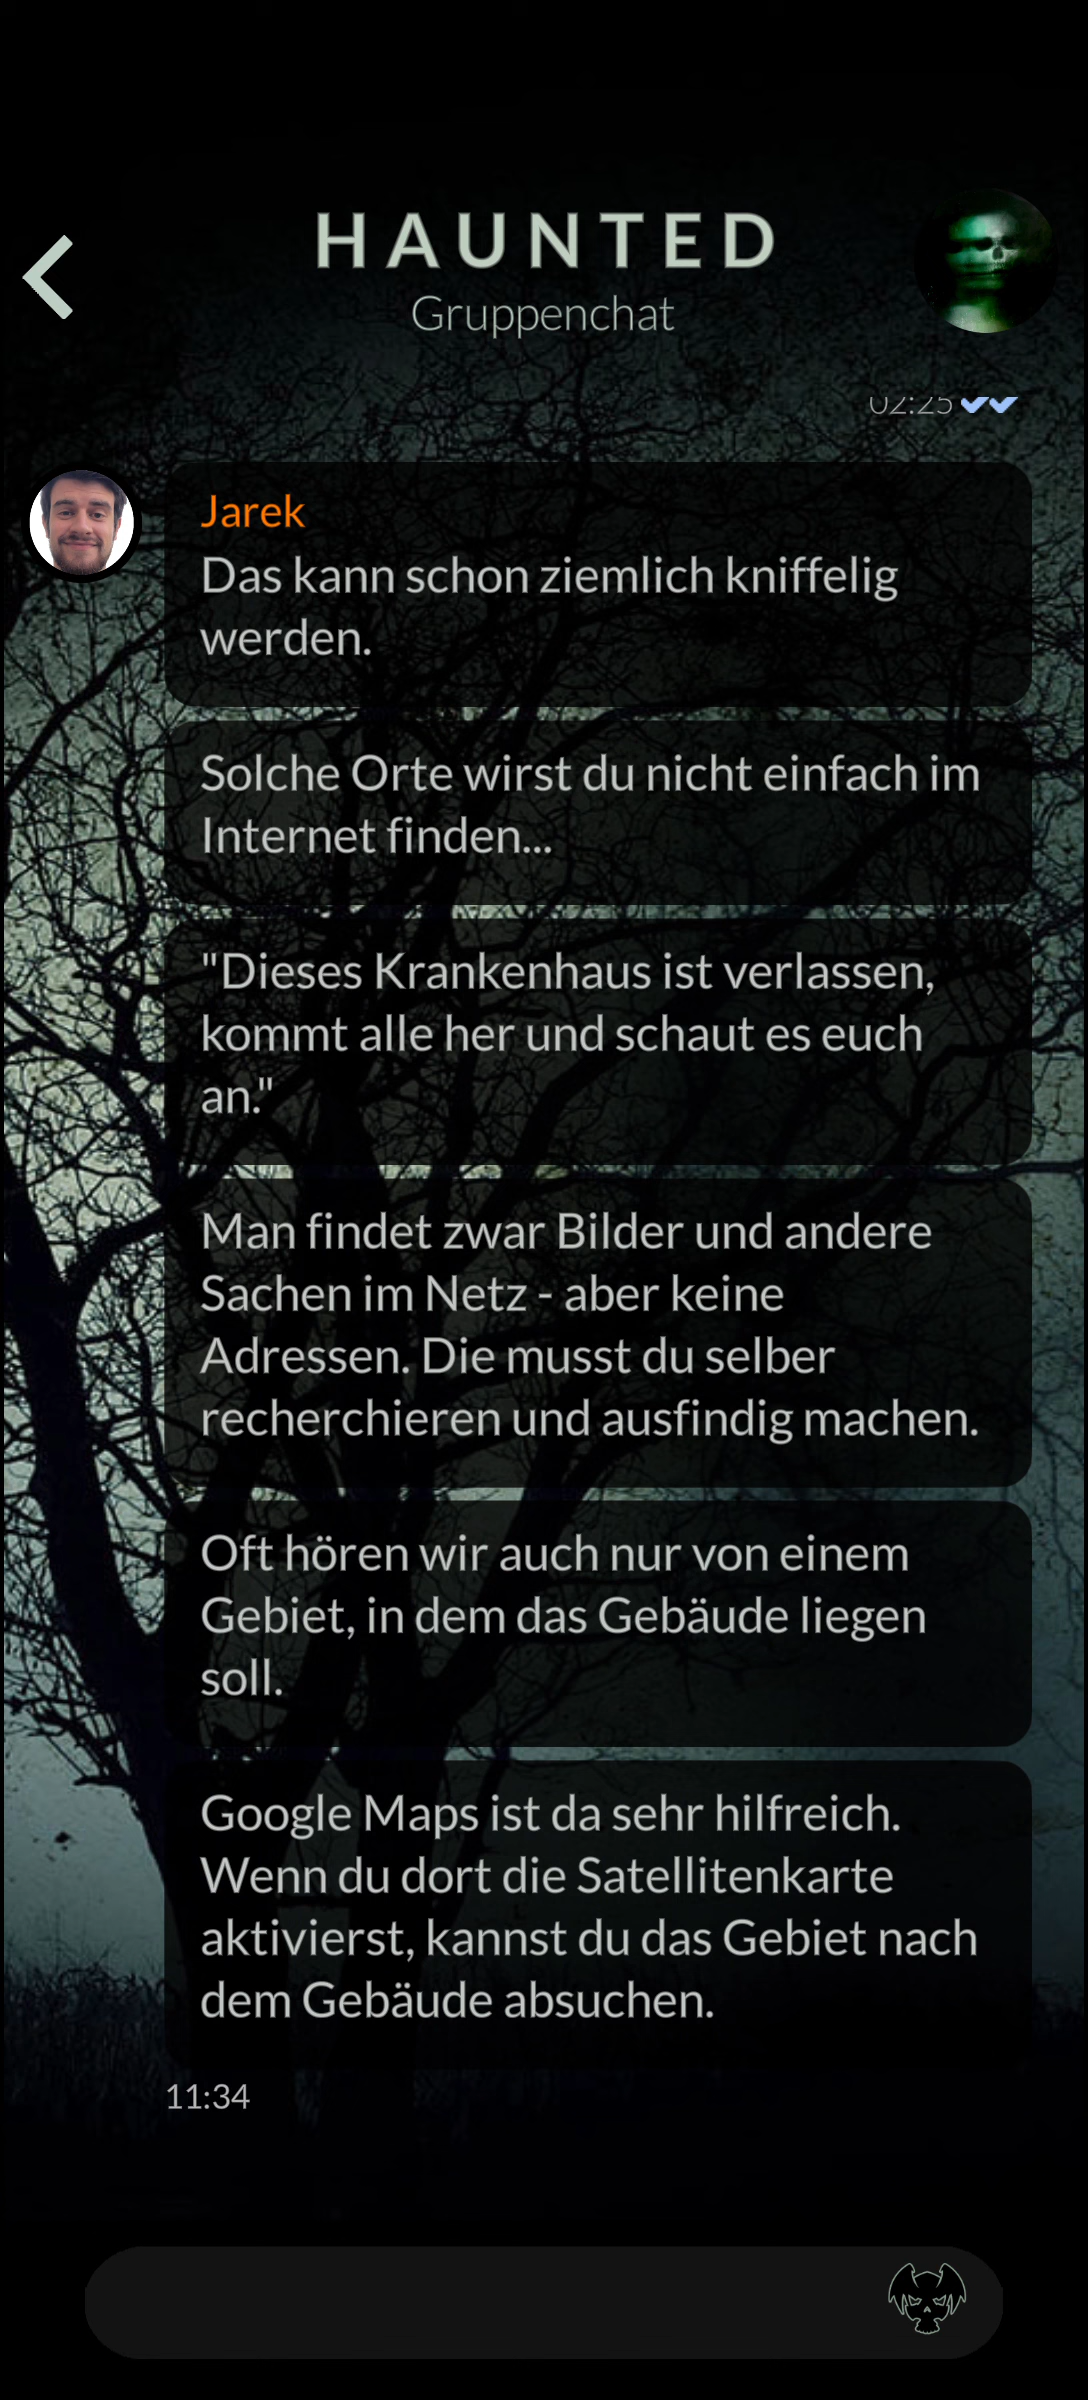 HAUNTED
Gruppenchat
02:25
Jarek
Das kann schon ziemlich kniffelig
werden.
Solche Orte wirst du nicht einfach im
Internet finden...
"Dieses Krankenhaus ist verlassen,
kommt alle her und schaut es euch
an."
Man findet zwar Bilder und andere
Sachen im Netz - aber keine
Adressen. Die musst du selber
recherchieren und ausfindig machen.
Oft hören wir auch nur von einem
Gebiet, in dem das Gebäude liegen
soll.
Google Maps ist da sehr hilfreich.
Wenn du dort die Satellitenkarte
aktivierst, kannst du das Gebiet nach
dem Gebäude absuchen.
11:34